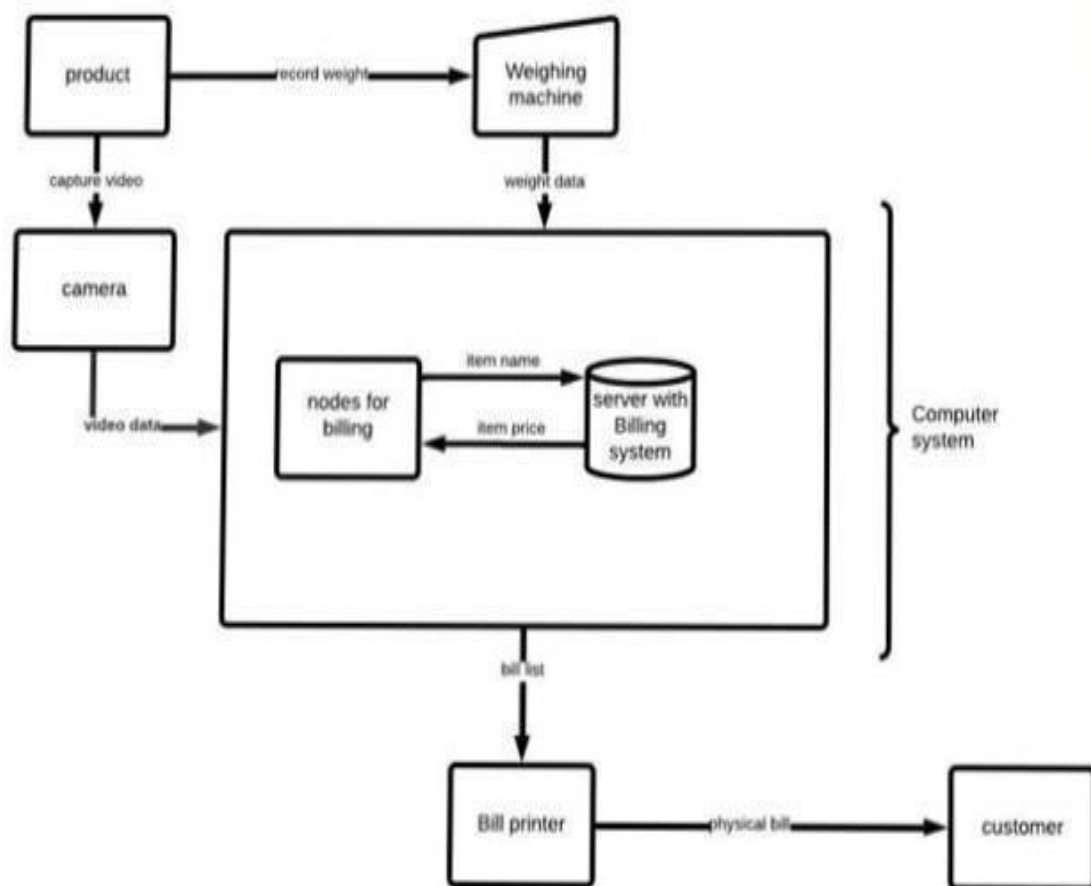 product
record weight
Weighing
machine
capture video
weight data
camera
item name
nodes for
billing
server with
Billing
system
item price
video data
Computer
system
bill list
Bill printer
physical bill
customer